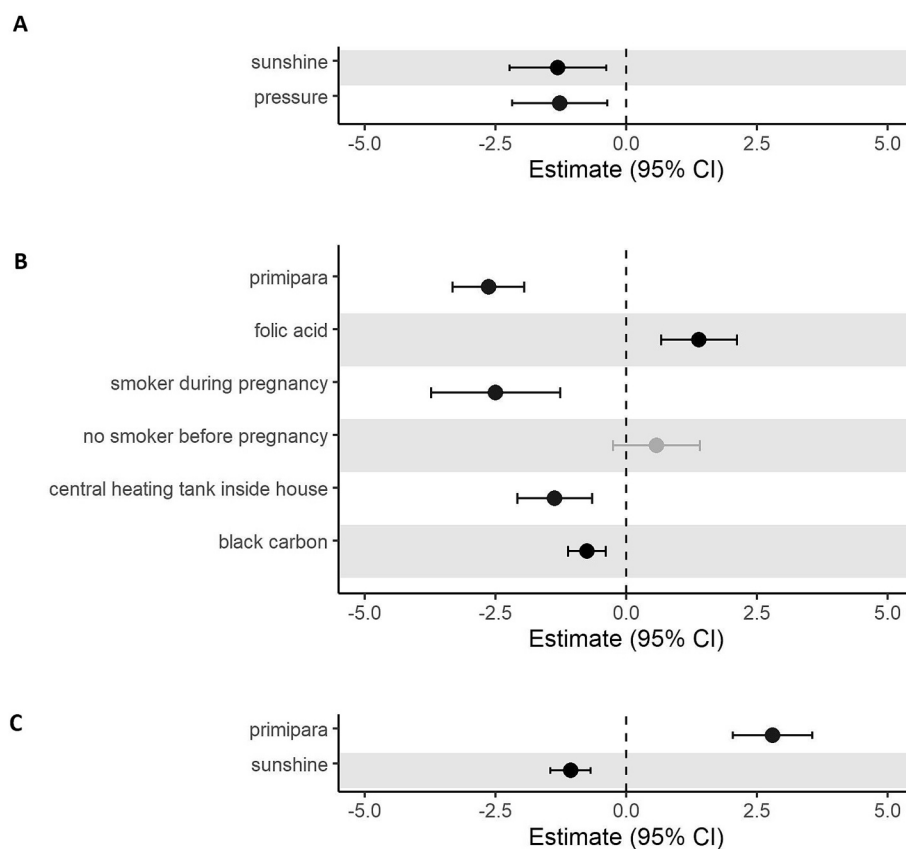 A
sunshine
pressure
-5.0 -2.5 0.0 2.5 5.0
Estimate (95% CI)
B
primipara
folic acid
smoker during pregnancy
no smoker before pregnancy
central heating tank inside house
black carbon
-5.0 -2.5 0.0 2.5 5.0
Estimate (95% CI)
C
primipara
sunshine
-5.0 -2.5 0.0 2.5 5.0
Estimate (95% CI)